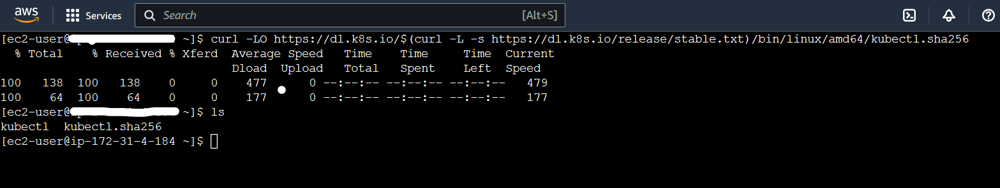 aws Services Search [Alt+S]
[ec2-user@ ~]$ curl -LO https://dl.k8s.io/$(curl -L -s https://dl.k8s.io/release/stable.txt)/bin/linux/amd64/kubectl.sha256
% Total % Received % Xferd Average Speed Time Time Time Current
Dload Upload Total Spent Left Speed
100 138 100 138 0 0 477 0 --:--:-- --:--:-- --:--:-- 479
100 64 100 64 0 0 177 0 --:--:-- --:--:-- --:--:-- 177
[ec2-user@ ~]$ ls
kubectl kubectl.sha256
[ec2-user@ip-172-31-4-184 ~]$